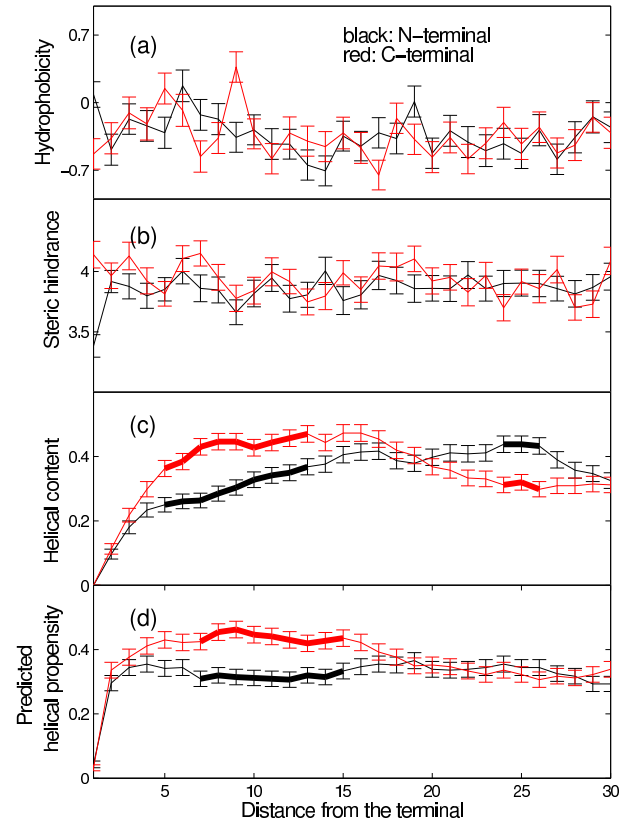 0.7
(a)
black: N−terminal
red: C−terminal
0
−0.7
Hydrophobicity
(b)
4
3.5
Steric hindrance
(c)
0.4
0.2
0
Helical content
(d)
0.4
0.2
0
Predicted
helical propensity
5 10 15 20 25 30
Distance from the terminal